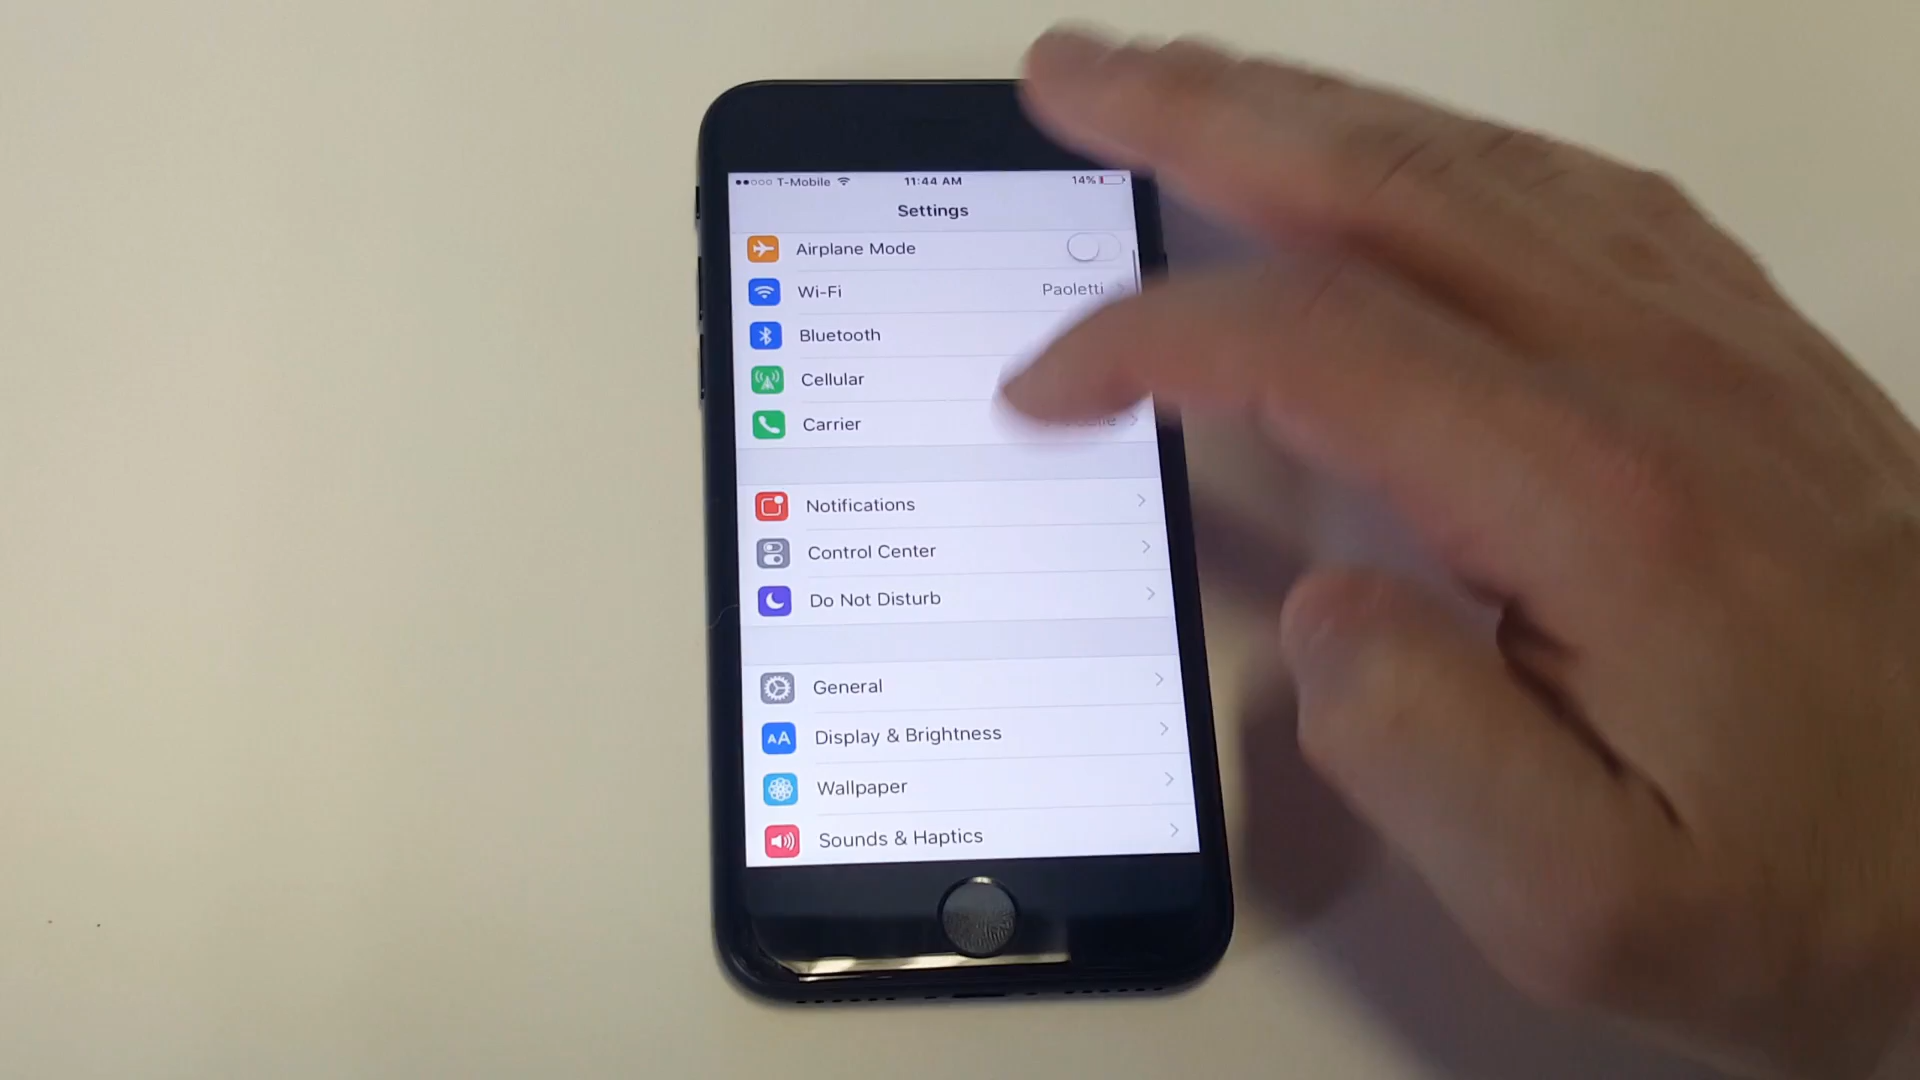 T-Mobile 11:44 AM 14%
Settings
Airplane Mode
Wi-Fi Paoletti
Bluetooth
Cellular
Carrier
Notifications
Control Center
Do Not Disturb
General
AA Display & Brightness
Wallpaper
Sounds & Haptics